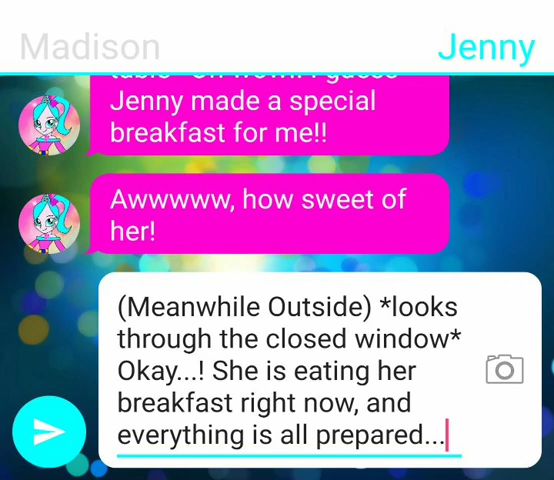 Madison
Jenny
Jenny made a special
breakfast for me!!
Awwwww, how sweet of
her!
(Meanwhile Outside) *looks
through the closed window*
Okay...! She is eating her
breakfast right now, and
everything is all prepared...